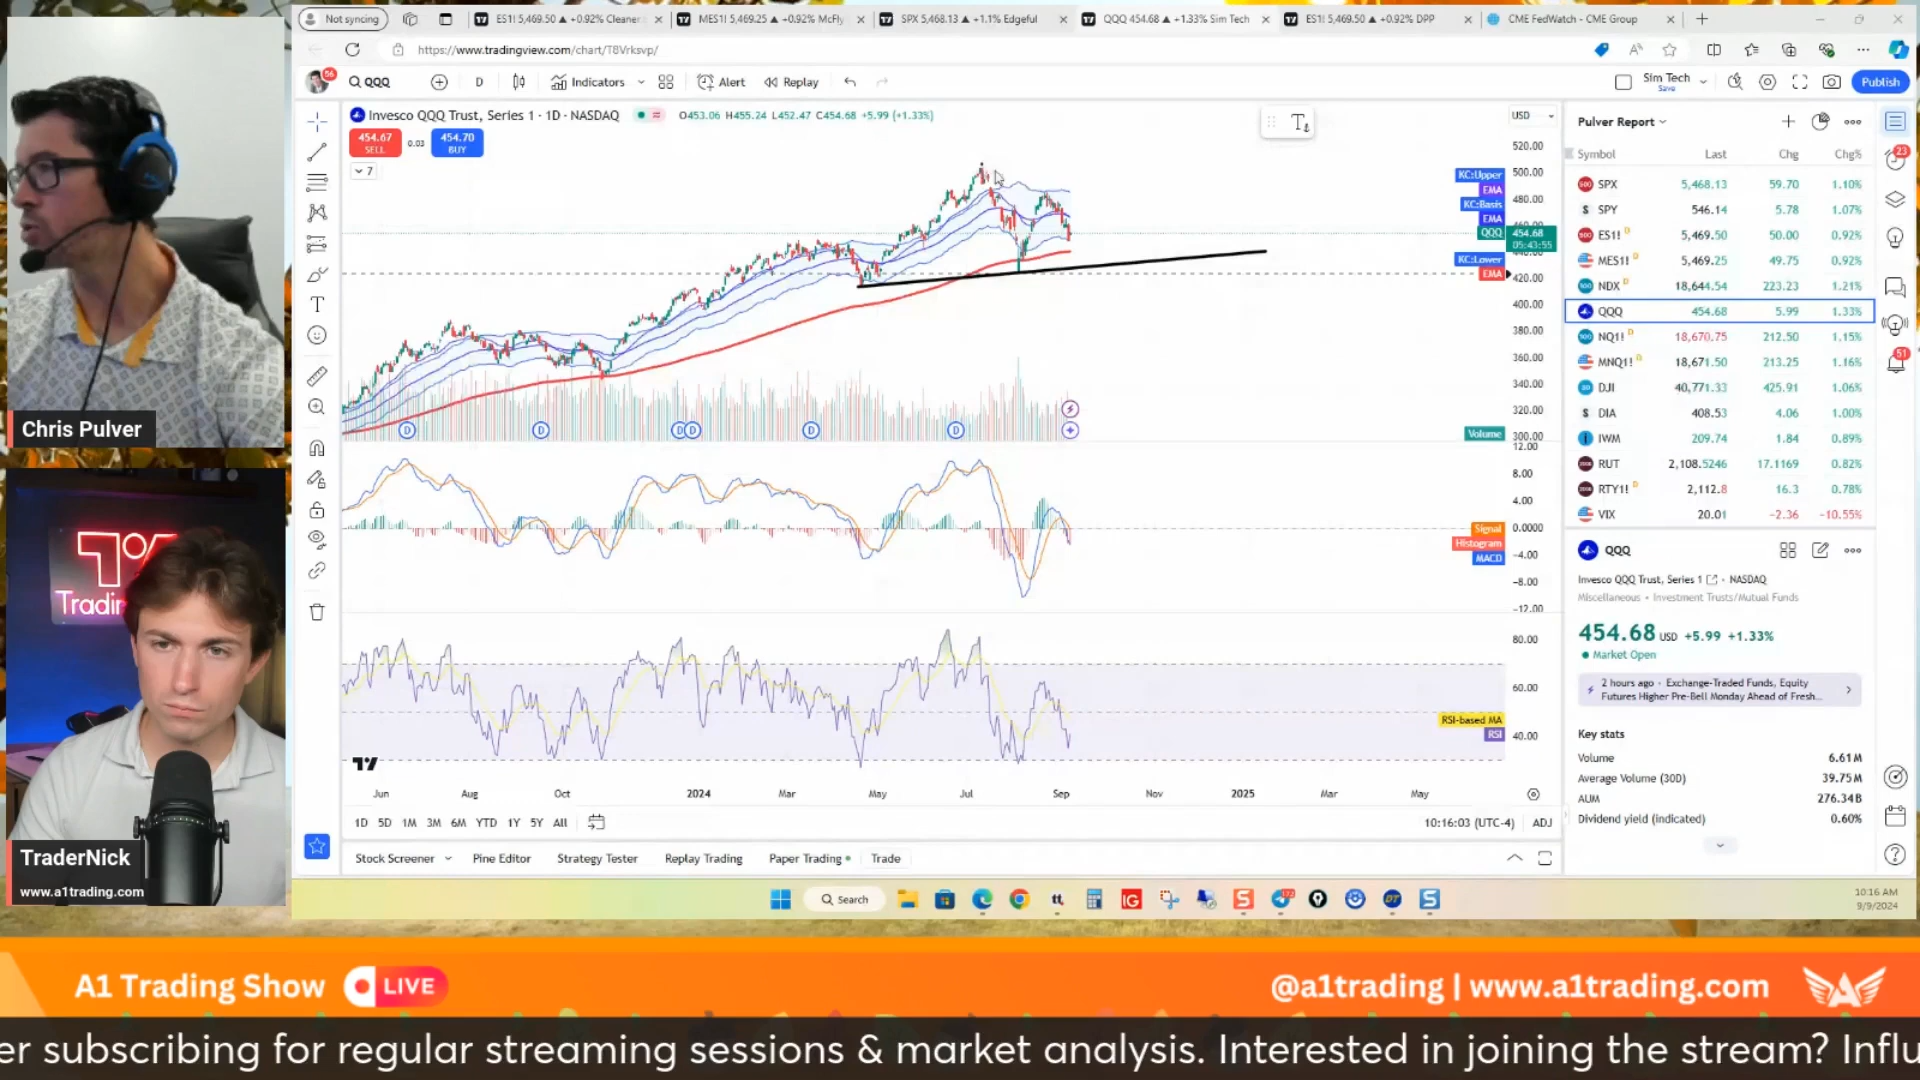 Not syncing
ES1! 5,469.50 ▲ +0.92% Cleaner
MES1! 5,469.25 ▲ +0.92% McFly
SPX 5,468.13 ▲ +1.1% Edgeful
QQQ 454.68 ▲ +1.33% Sim Tech
ES1! 5,469.50 ▲ +0.92% DPP
CME FedWatch - CME Group
https://www.tradingview.com/chart/T8Vrksvp/
56
QQQ
D
Indicators
Alert
Replay
Sim Tech
Save
Publish
Invesco QQQ Trust, Series 1 · 1D · NASDAQ
O453.06 H455.24 L452.47 C454.68 +5.99 (+1.33%)
454.67
SELL
0.03
454.70
BUY
7
USD
520.00
500.00
480.00
420.00
400.00
380.00
360.00
340.00
320.00
300.00
KC:Upper
EMA
KC:Basis
EMA
QQQ
454.68
05:43:55
KC:Lower
EMA
Volume
D
D
D
D
D
D
12.00
8.00
4.00
0.0000
-4.00
-8.00
-12.00
Signal
Histogram
MACD
80.00
60.00
40.00
RSI-based MA
RSI
Jun
Aug
Oct
2024
Mar
May
Jul
Sep
Nov
2025
Mar
May
1D 5D 1M 3M 6M YTD 1Y 5Y All
10:16:03 (UTC-4)
ADJ
Stock Screener
Pine Editor
Strategy Tester
Replay Trading
Paper Trading
Trade
Pulver Report
Symbol Last Chg Chg%
SPX 5,468.13 59.70 1.10%
SPY 546.14 5.78 1.07%
ES1! D 5,469.50 50.00 0.92%
MES1! D 5,469.25 49.75 0.92%
NDX D 18,644.54 223.23 1.21%
QQQ 454.68 5.99 1.33%
NQ1! D 18,670.75 212.50 1.15%
MNQ1! D 18,671.50 213.25 1.16%
DJI 40,771.33 425.91 1.06%
DIA 408.53 4.06 1.00%
IWM 209.74 1.84 0.89%
RUT 2,108.5246 17.1169 0.82%
RTY1! D 2,112.8 16.3 0.78%
VIX 20.01 -2.36 -10.55%
QQQ
Invesco QQQ Trust, Series 1 · NASDAQ
Miscellaneous • Investment Trusts/Mutual Funds
454.68 USD +5.99 +1.33%
Market Open
2 hours ago · Exchange-Traded Funds, Equity
Futures Higher Pre-Bell Monday Ahead of Fresh...
Key stats
Volume 6.61M
Average Volume (30D) 39.75M
AUM 276.34B
Dividend yield (indicated) 0.60%
23
51
Search
IG
10:16 AM
9/9/2024
Chris Pulver
1%
Tradin
TraderNick
www.a1trading.com
A1 Trading Show
LIVE
@a1trading | www.a1trading.com
er subscribing for regular streaming sessions & market analysis. Interested in joining the stream? Influ